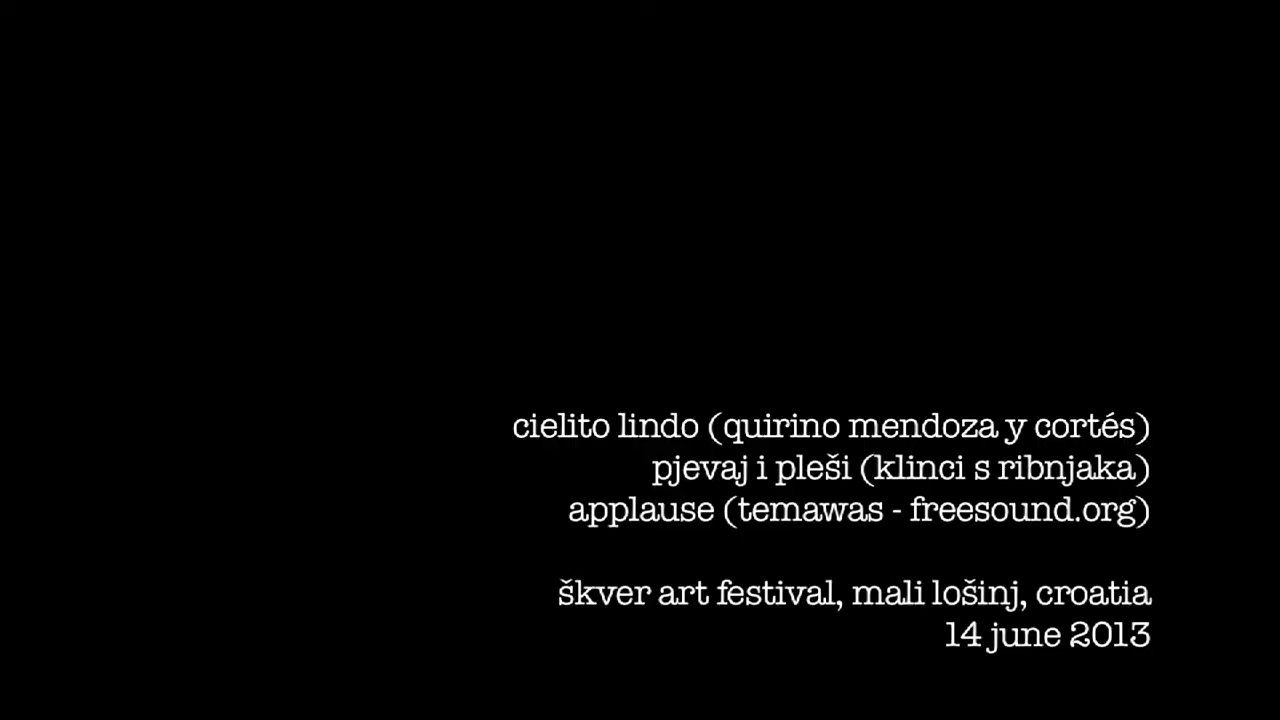 cielito lindo (quirino mendoza y cortés)
pjevaj i pleši (klinci s ribnjaka)
applause (temawas - freesound.org)
škver art festival, mali lošinj, croatia
14 june 2013